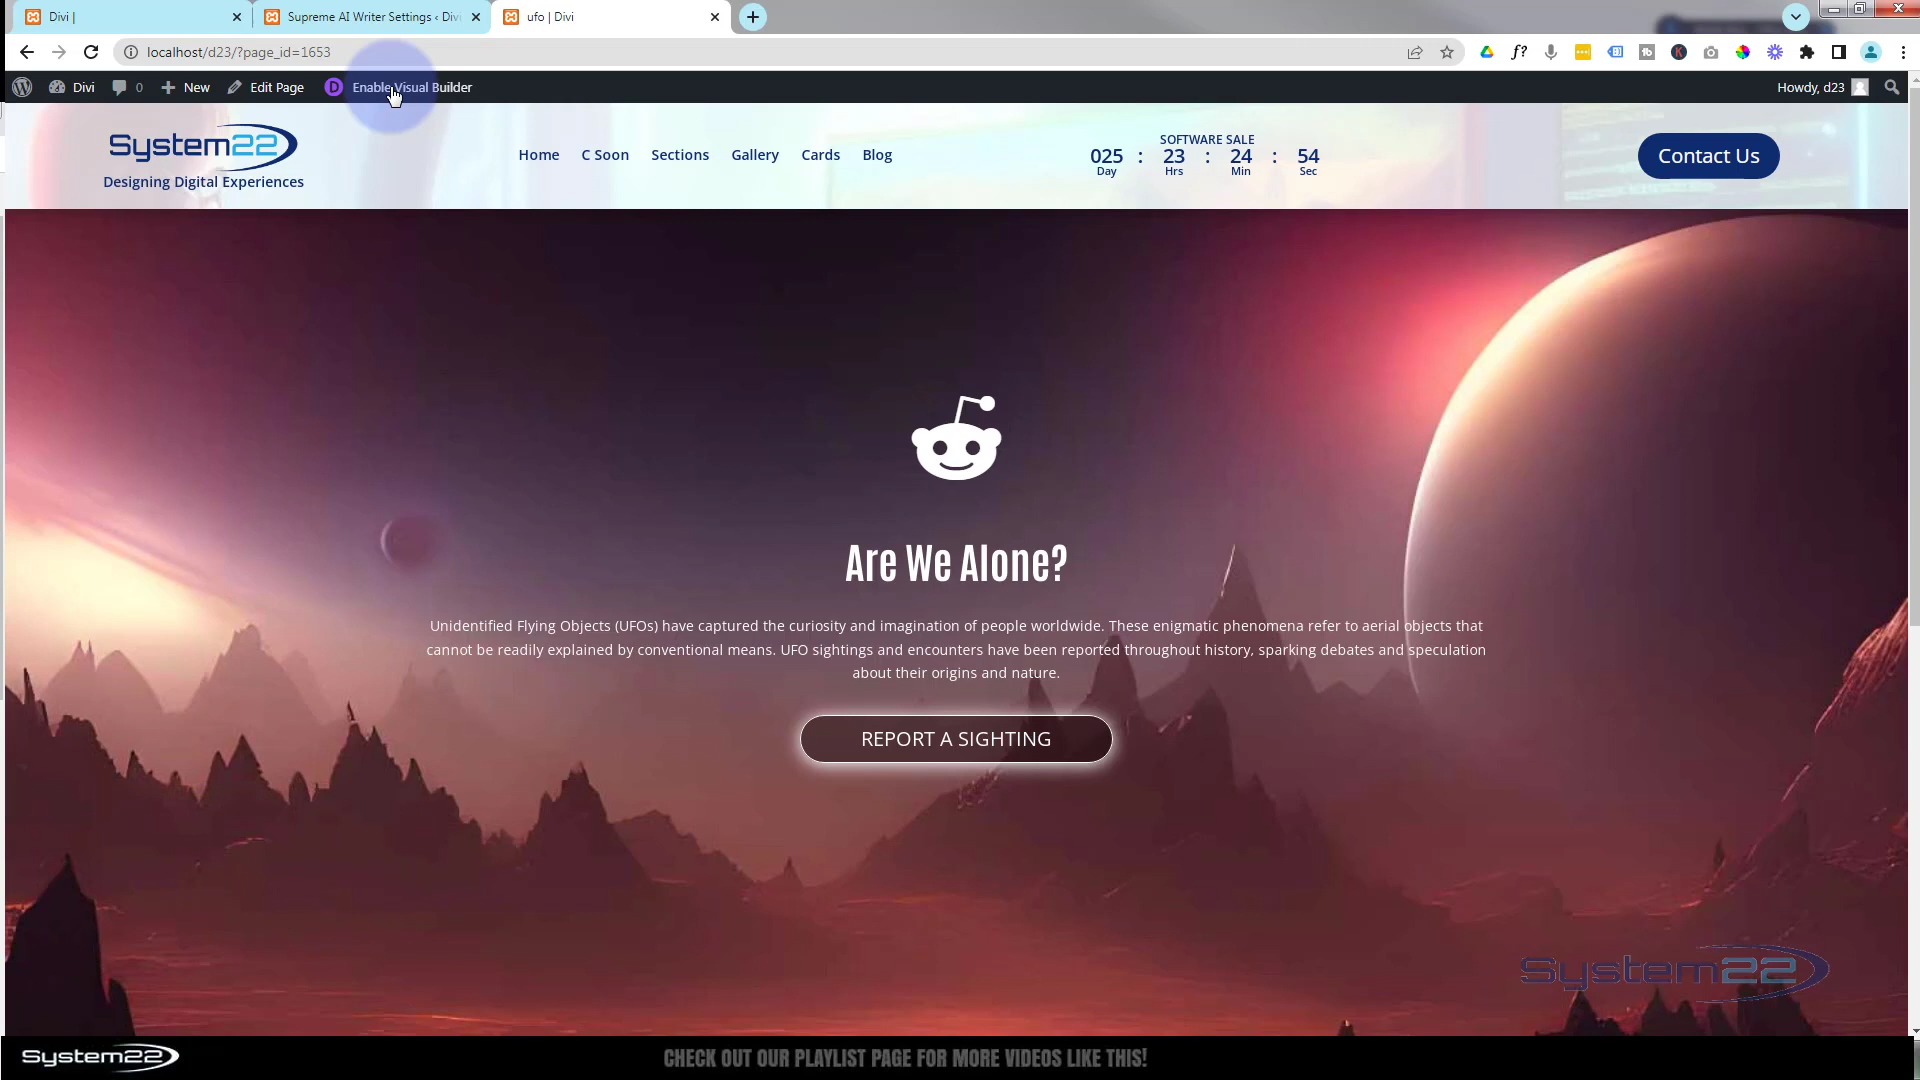 Divi |
Supreme AI Writer Settings ‹ Divi
ufo | Divi
localhost/d23/?page_id=1653
Divi
0
New
Edit Page
D
Enable Visual Builder
Howdy, d23
System22
Designing Digital Experiences
Home
C Soon
Sections
Gallery
Cards
Blog
SOFTWARE SALE
025 : 23 : 24 : 54
Day Hrs Min Sec
Contact Us
Are We Alone?
Unidentified Flying Objects (UFOs) have captured the curiosity and imagination of people worldwide. These enigmatic phenomena refer to aerial objects that
cannot be readily explained by conventional means. UFO sightings and encounters have been reported throughout history, sparking debates and speculation
about their origins and nature.
REPORT A SIGHTING
System22
System22
CHECK OUT OUR PLAYLIST PAGE FOR MORE VIDEOS LIKE THIS!